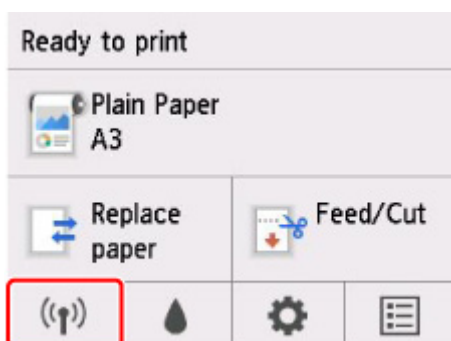 Ready to print
Plain Paper
A3
Replace
paper
Feed/Cut